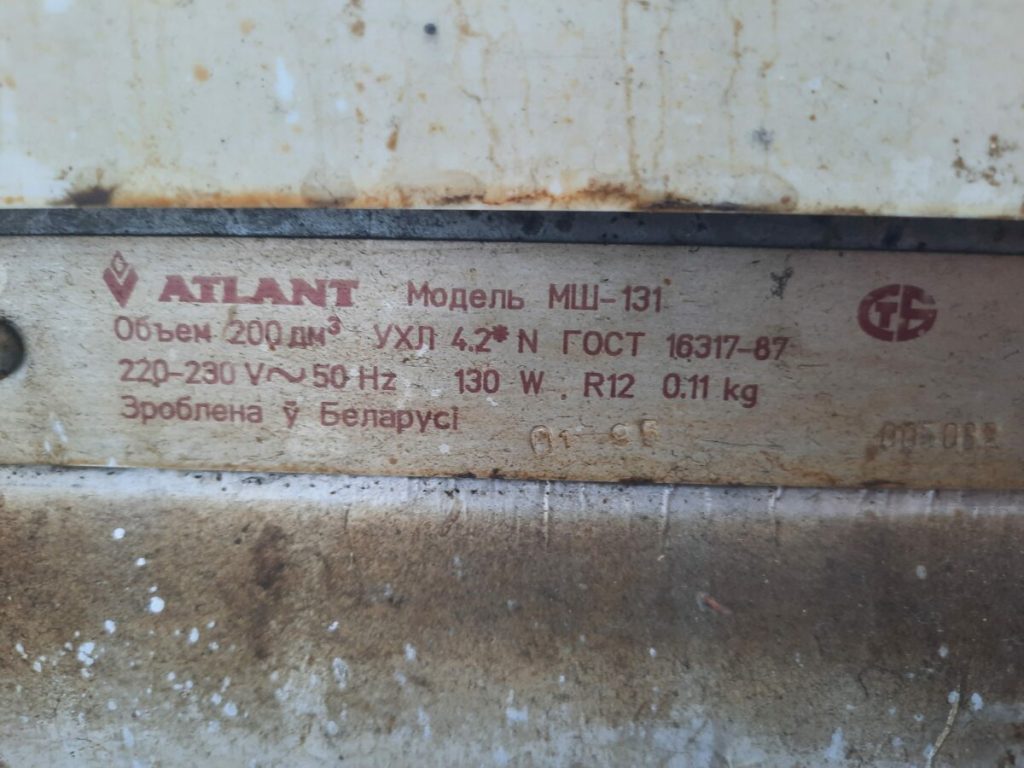 ATLANT Модель МШ-131
Объем 200 дм³ УХЛ 4.2* N ГОСТ 16317-87
220-230 V~50 Hz 130 W R12 0.11 kg
Зроблена ў Беларусі